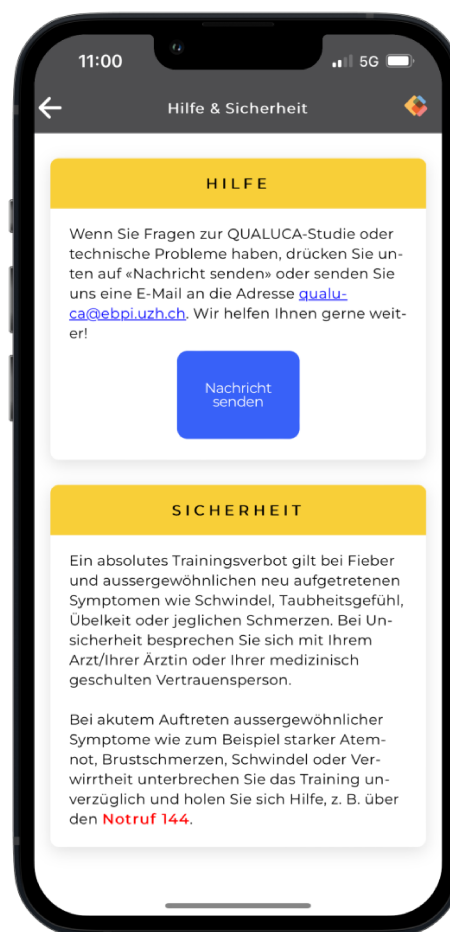 11:00
5G
Hilfe & Sicherheit
HILFE
Wenn Sie Fragen zur QUALUCA-Studie oder
technische Probleme haben, drücken Sie un-
ten auf «Nachricht senden» oder senden Sie
uns eine E-Mail an die Adresse qualu-
ca@ebpi.uzh.ch. Wir helfen Ihnen gerne weit-
er!
Nachricht
senden
SICHERHEIT
Ein absolutes Trainingsverbot gilt bei Fieber
und aussergewöhnlichen neu aufgetretenen
Symptomen wie Schwindel, Taubheitsgefühl,
Übelkeit oder jeglichen Schmerzen. Bei Un-
sicherheit besprechen Sie sich mit Ihrem
Arzt/Ihrer Ärztin oder Ihrer medizinisch
geschulten Vertrauensperson.
Bei akutem Auftreten aussergewöhnlicher
Symptome wie zum Beispiel starker Atem-
not, Brustschmerzen, Schwindel oder Ver-
wirrtheit unterbrechen Sie das Training un-
verzüglich und holen Sie sich Hilfe, z. B. über
den Notruf 144.